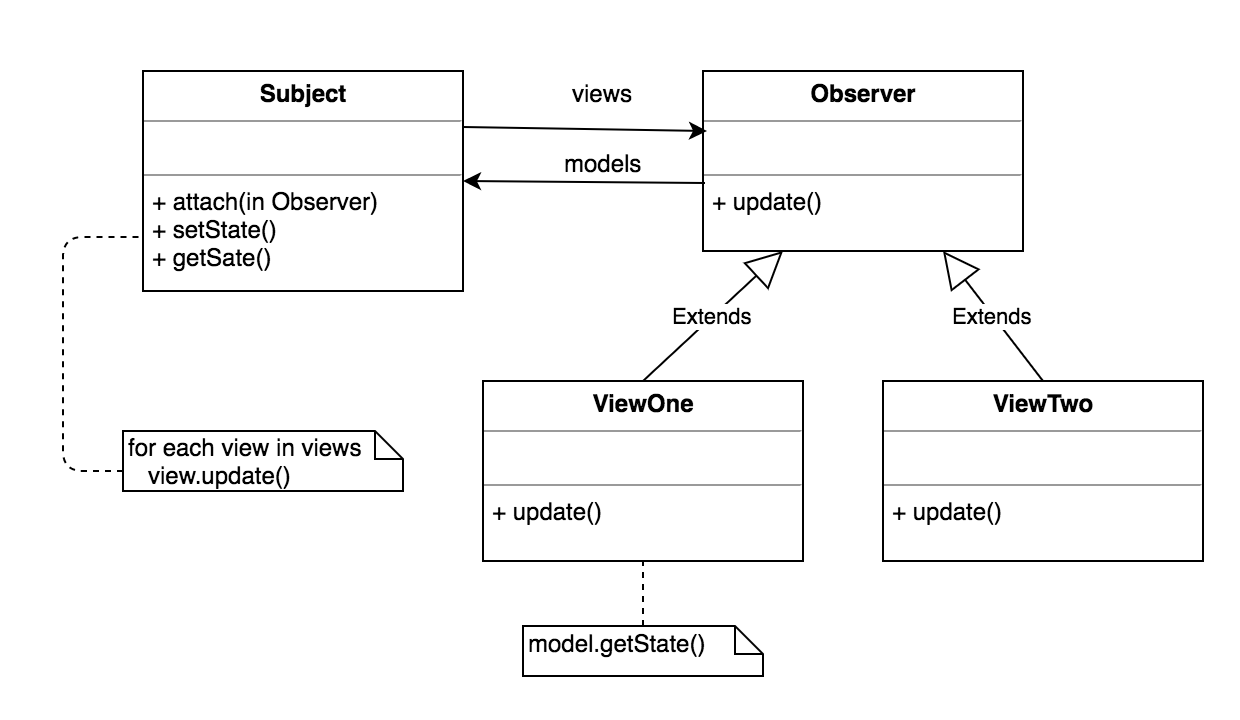 Subject
views
Observer
models
+ attach(in Observer)
+ setState()
+ getSate()
+ update()
Extends
Extends
ViewOne
ViewTwo
for each view in views
view.update()
+ update()
+ update()
model.getState()